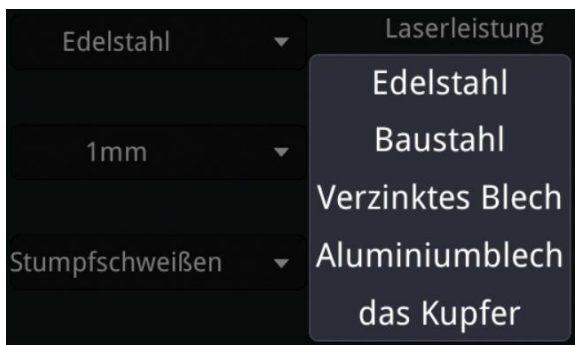 Edelstahl
1mm
Stumpfschweißen
Laserleistung
Edelstahl
Baustahl
Verzinktes Blech
Aluminiumblech
das Kupfer